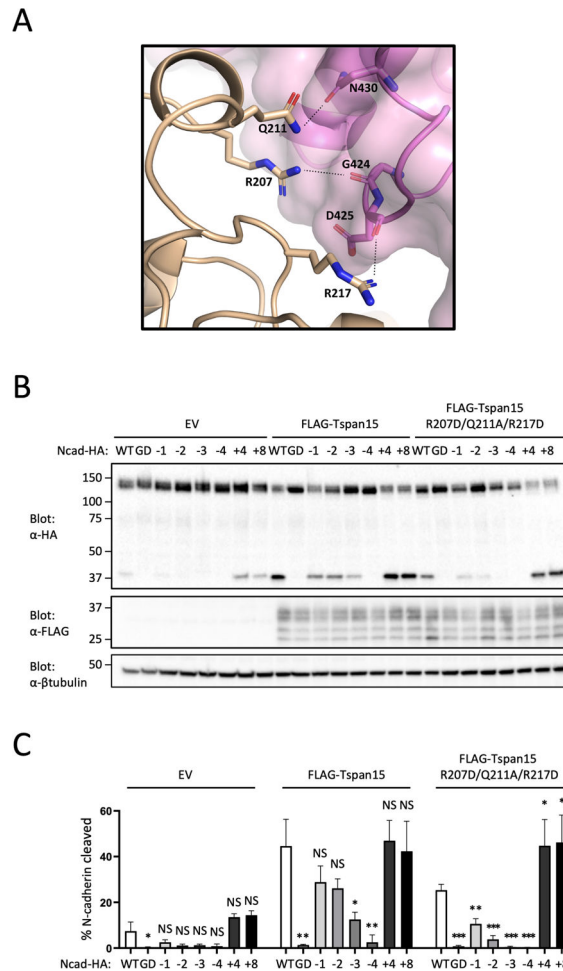 A
N430
Q211
G424
R207
D425
R217
B
FLAG-Tspan15
EV FLAG-Tspan15 R207D/Q211A/R217D
Ncad-HA: WT GD -1 -2 -3 -4 +4 +8 WT GD -1 -2 -3 -4 +4 +8 WT GD -1 -2 -3 -4 +4 +8
150
100
Blot: 75
α-HA
50
37
Blot: 37
α-FLAG
25
Blot: 50
α-βtubulin
C
FLAG-Tspan15
EV FLAG-Tspan15 R207D/Q211A/R217D
% N-cadherin cleaved
60
40
20
0
* NS NS NS NS NS NS
** NS NS * ** NS NS
*** ** *** *** *** * *
Ncad-HA: WT GD -1 -2 -3 -4 +4 +8 WT GD -1 -2 -3 -4 +4 +8 WT GD -1 -2 -3 -4 +4 +8